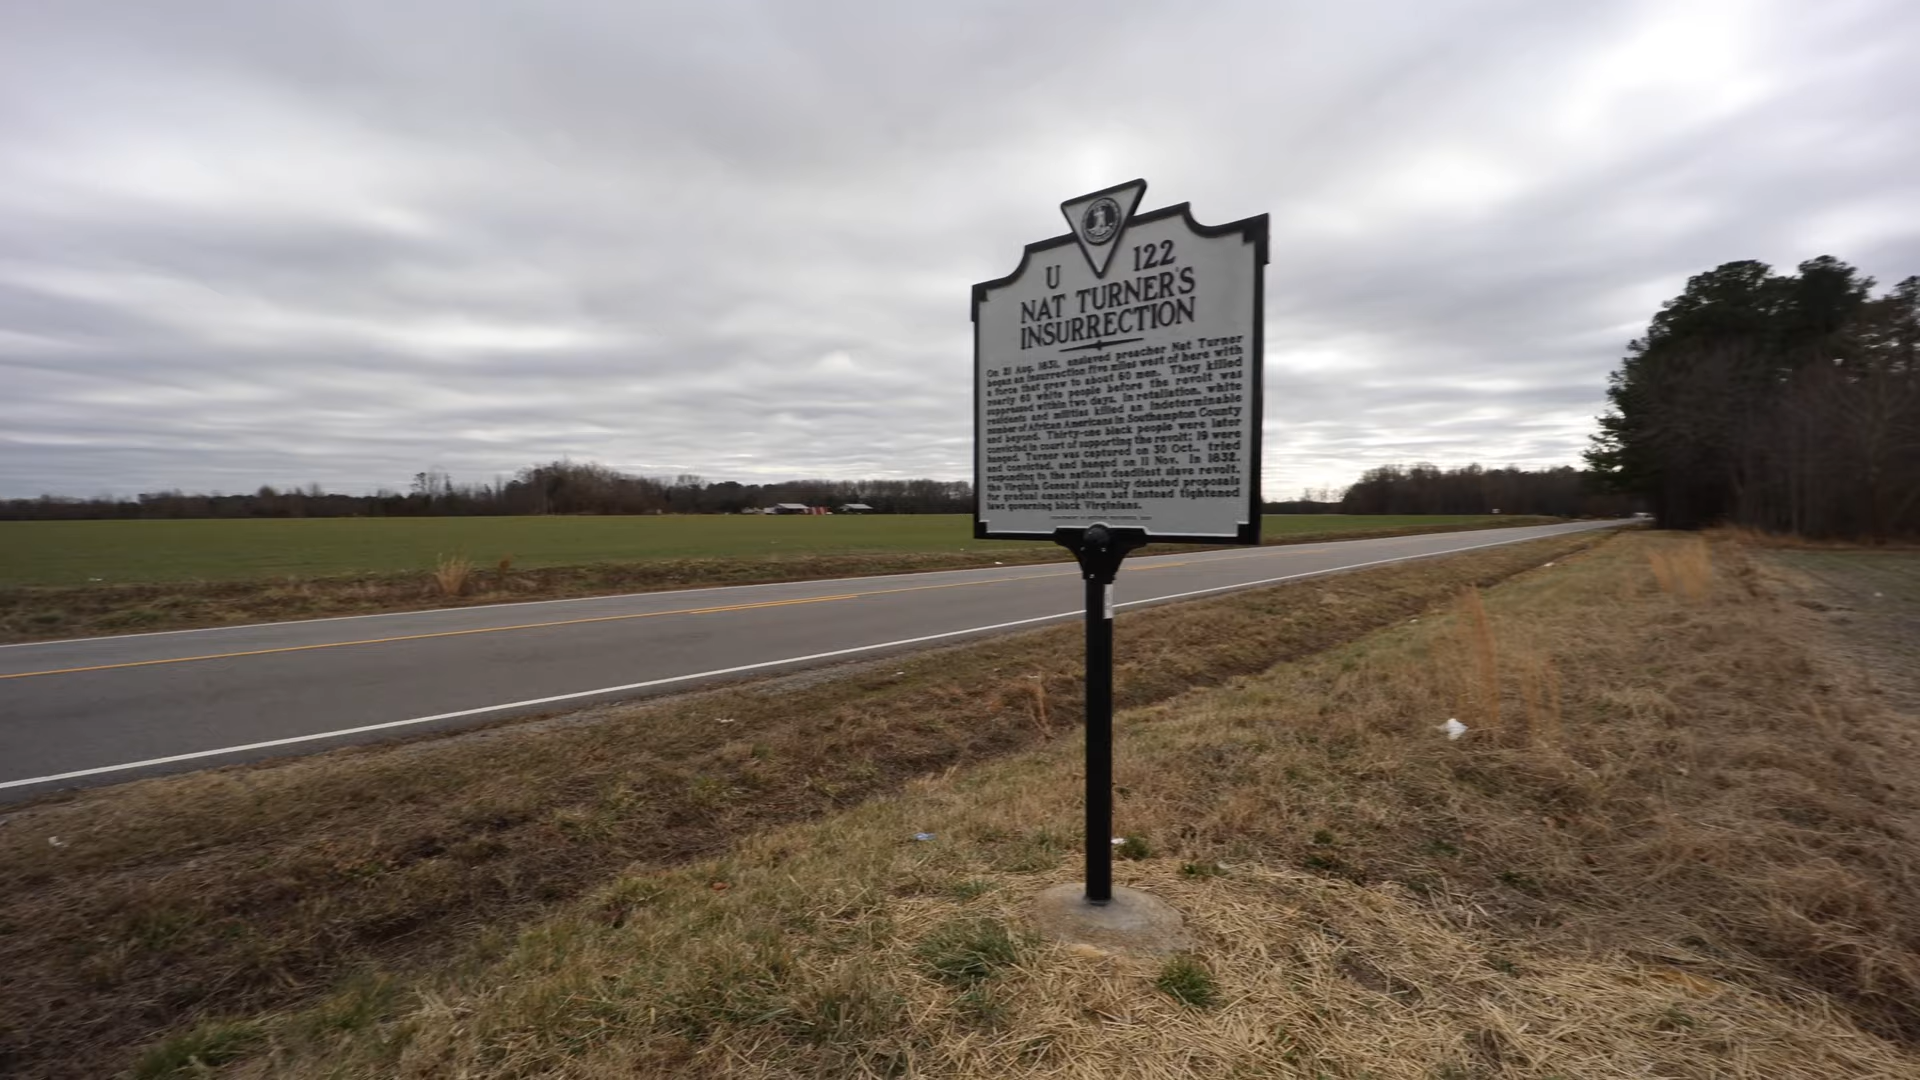 U 122
NAT TURNER'S
INSURRECTION
On 21 Aug. 1831, enslaved preacher Nat Turner
began an insurrection five miles west of here with
a force that grew to about 60 men. They killed
nearly 60 white people before the revolt was
suppressed within two days. In retaliation, white
residents and militias killed an indeterminable
number of African Americans in Southampton County
and beyond. Thirty-one black people were later
convicted in court of supporting the revolt; 19 were
hanged. Turner was captured on 30 Oct., tried
and convicted, and hanged on 11 Nov. In 1832,
responding to the nation's deadliest slave revolt,
the Virginia General Assembly debated proposals
for gradual emancipation but instead tightened
laws governing black Virginians.